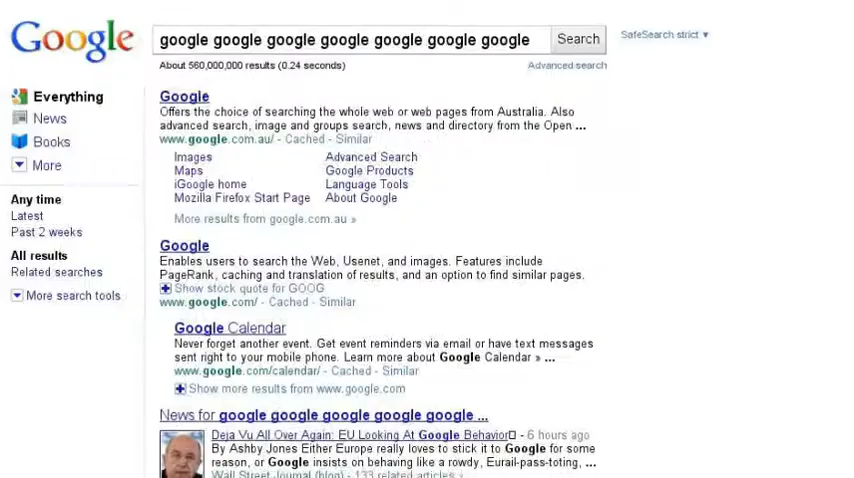 Google
google google google google google google google
Search
SafeSearch strict ▼
About 560,000,000 results (0.24 seconds)
Advanced search
Everything
News
Books
More
Any time
Latest
Past 2 weeks
All results
Related searches
More search tools
Google
Offers the choice of searching the whole web or web pages from Australia. Also
advanced search, image and groups search, news and directory from the Open ...
www.google.com.au/ - Cached - Similar
Images
Advanced Search
Maps
Google Products
iGoogle home
Language Tools
Mozilla Firefox Start Page
About Google
More results from google.com.au »
Google
Enables users to search the Web, Usenet, and images. Features include
PageRank, caching and translation of results, and an option to find similar pages.
Show stock quote for GOOG
www.google.com/ - Cached - Similar
Google Calendar
Never forget another event. Get event reminders via email or have text messages
sent right to your mobile phone. Learn more about Google Calendar » ...
www.google.com/calendar/ - Cached - Similar
Show more results from www.google.com
News for google google google google google ...
Deja Vu All Over Again: EU Looking At Google Behavior - 6 hours ago
By Ashby Jones Either Europe really loves to stick it to Google for some
reason, or Google insists on behaving like a rowdy, Eurail-pass-toting, ...
Wall Street Journal (blog) - 133 related articles »